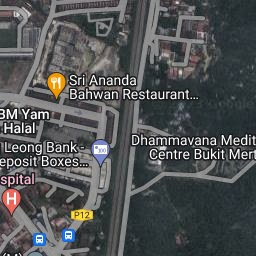 Sri Ananda
Bahwan Restaurant...
BM Yam
Halal
Leong Bank -
eposit Boxes...
Dhammavana Medit
Centre Bukit Mert
spital
H
P12
(M)